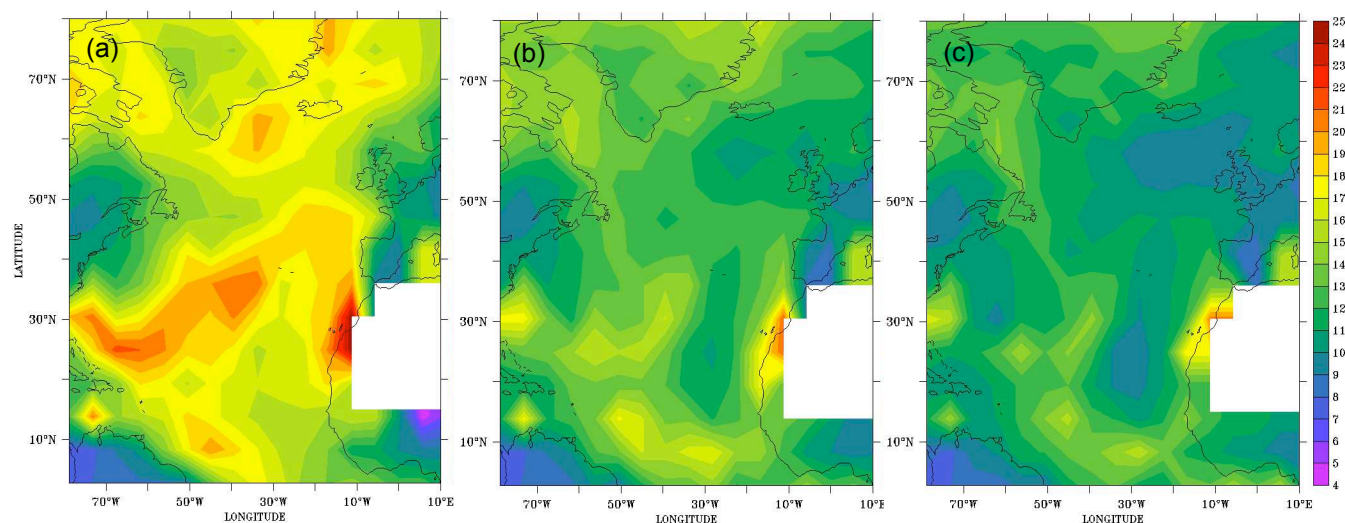 (a)
(b)
(c)
70°N
50°N
30°N
10°N
LATITUDE
70°W
50°W
30°W
10°W
10°E
LONGITUDE
70°N
50°N
30°N
10°N
70°W
50°W
30°W
10°W
10°E
LONGITUDE
70°N
50°N
30°N
10°N
70°W
50°W
30°W
10°W
10°E
LONGITUDE
25
24
23
22
21
20
19
18
17
16
15
14
13
12
11
10
9
8
7
6
5
4